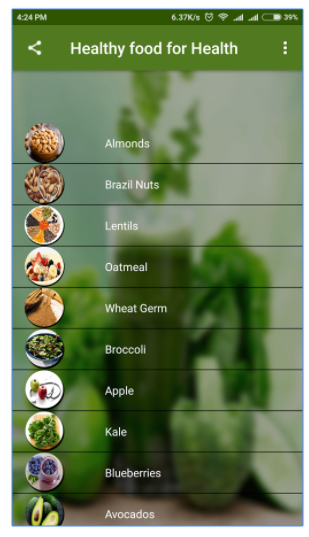 4:24 PM 6.37K/s 39%
Healthy food for Health
Almonds
Brazil Nuts
Lentils
Oatmeal
Wheat Germ
Broccoli
Apple
Kale
Blueberries
Avocados